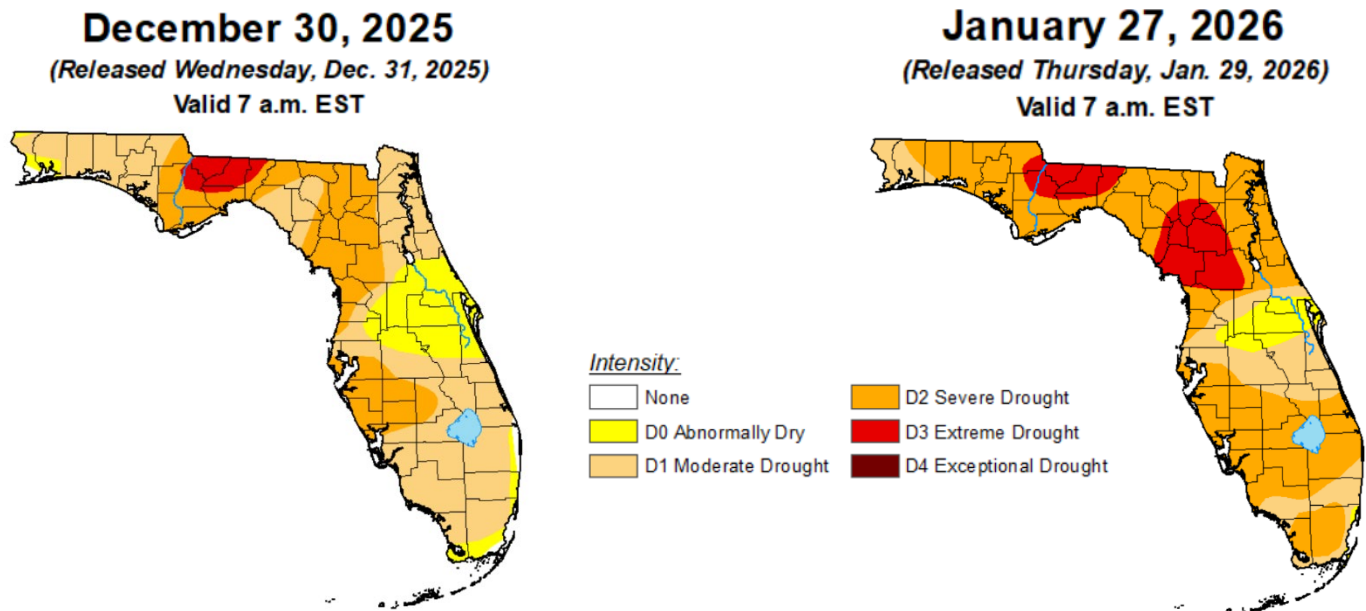 December 30, 2025
(Released Wednesday, Dec. 31, 2025)
Valid 7 a.m. EST
January 27, 2026
(Released Thursday, Jan. 29, 2026)
Valid 7 a.m. EST
Intensity:
None
D0 Abnormally Dry
D1 Moderate Drought
D2 Severe Drought
D3 Extreme Drought
D4 Exceptional Drought